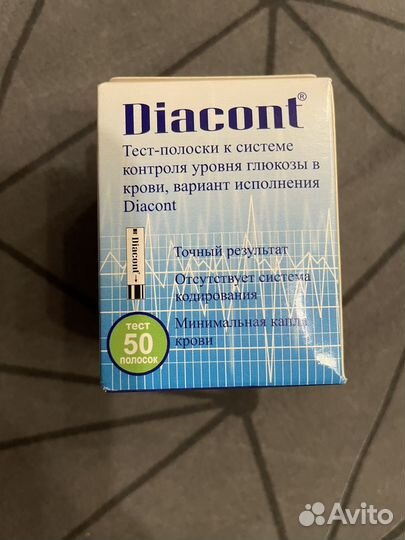 Diacont®
Тест-полоски к системе
контроля уровня глюкозы в
крови, вариант исполнения
Diacont
Diacont
Точный результат
Отсутствует система
кодирования
Минимальная капля
крови
тест
50
полосок
Avito